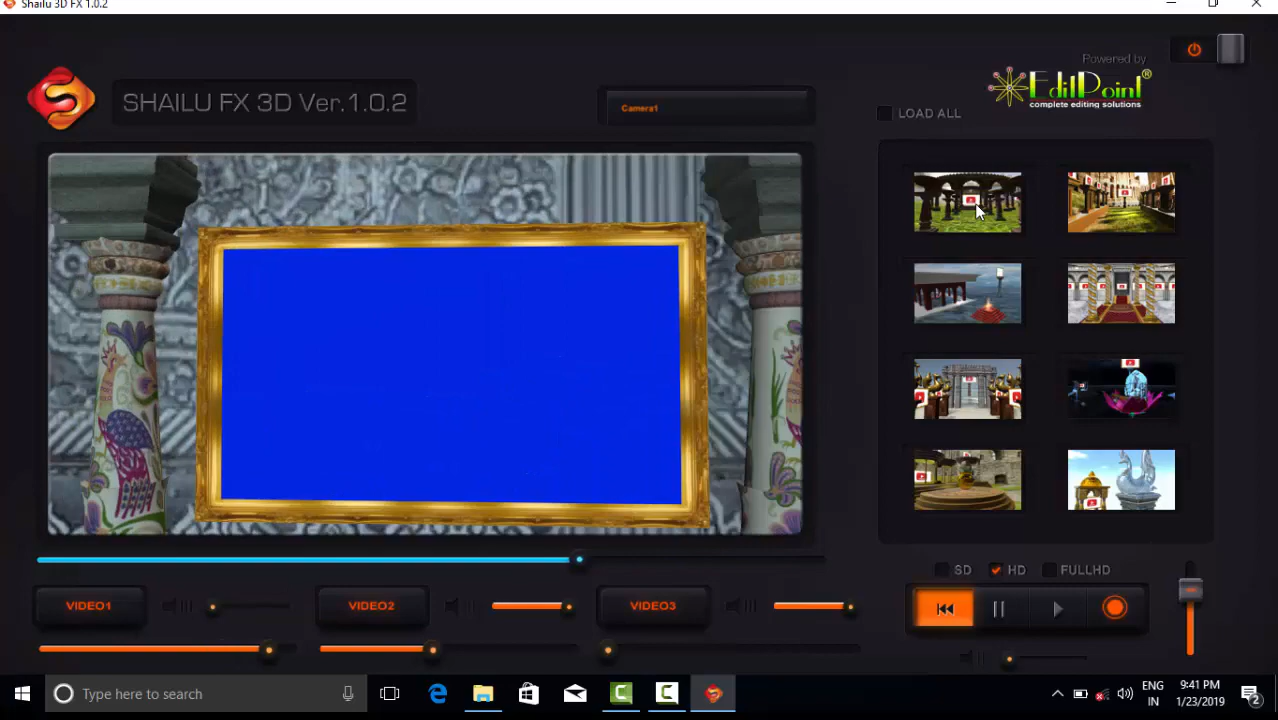 Shailu 3D FX 1.0.2
Powered by
EditPoint®
complete editing solutions
SHAILU FX 3D Ver.1.0.2
Camera1
LOAD ALL
SD HD FULLHD
VIDEO1 VIDEO2 VIDEO3
Type here to search
ENG
IN
9:41 PM
1/23/2019
2